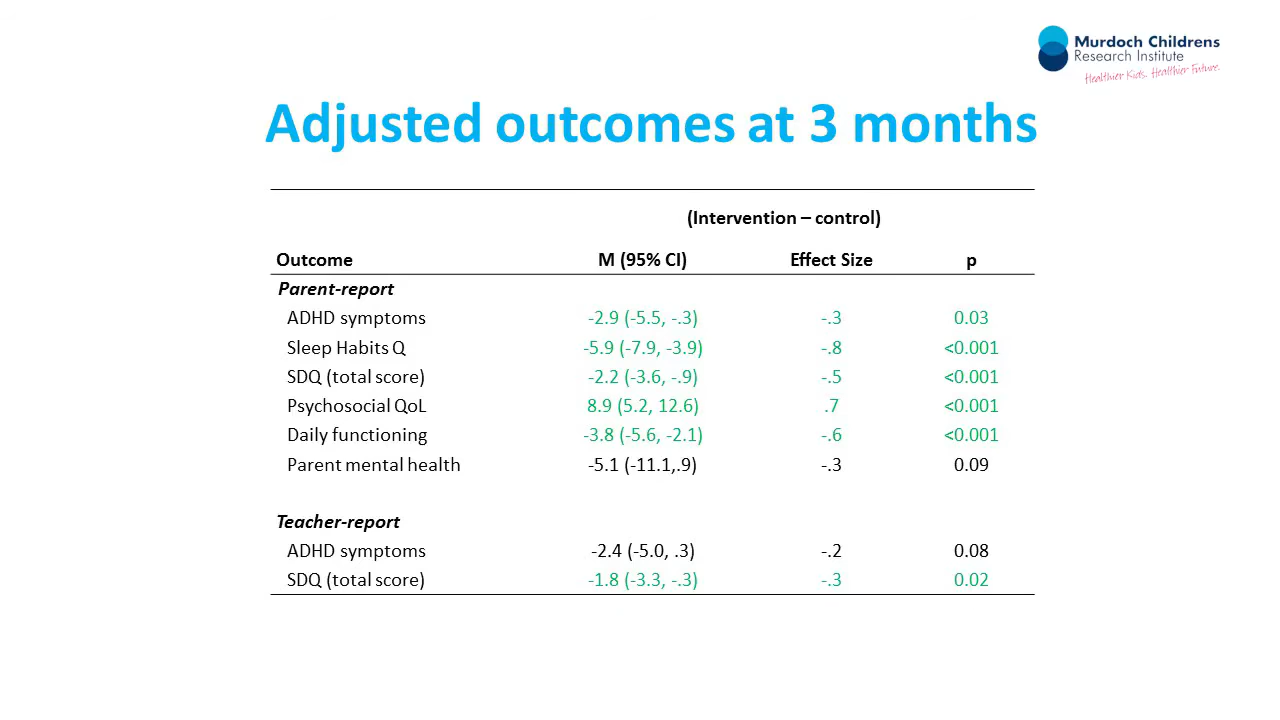 Murdoch Childrens
Research Institute
Healthier Kids. Healthier Future.
Adjusted outcomes at 3 months
(Intervention – control)
Outcome M (95% CI) Effect Size p
Parent-report
ADHD symptoms -2.9 (-5.5, -.3) -.3 0.03
Sleep Habits Q -5.9 (-7.9, -3.9) -.8 <0.001
SDQ (total score) -2.2 (-3.6, -.9) -.5 <0.001
Psychosocial QoL 8.9 (5.2, 12.6) .7 <0.001
Daily functioning -3.8 (-5.6, -2.1) -.6 <0.001
Parent mental health -5.1 (-11.1,.9) -.3 0.09
Teacher-report
ADHD symptoms -2.4 (-5.0, .3) -.2 0.08
SDQ (total score) -1.8 (-3.3, -.3) -.3 0.02